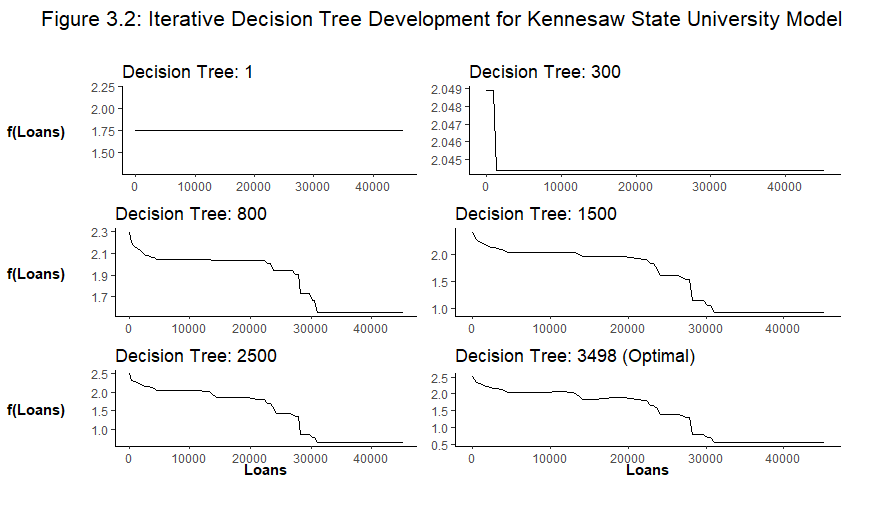 Figure 3.2: Iterative Decision Tree Development for Kennesaw State University Model
Decision Tree: 1
2.25
2.00
1.75
1.50
f(Loans)
0 10000 20000 30000 40000
Decision Tree: 300
2.049
2.048
2.047
2.046
2.045
0 10000 20000 30000 40000
Decision Tree: 800
2.3
2.1
1.9
1.7
f(Loans)
0 10000 20000 30000 40000
Decision Tree: 1500
2.0
1.5
1.0
0 10000 20000 30000 40000
Decision Tree: 2500
2.5
2.0
1.5
1.0
f(Loans)
0 10000 20000 30000 40000
Loans
Decision Tree: 3498 (Optimal)
2.5
2.0
1.5
1.0
0.5
0 10000 20000 30000 40000
Loans